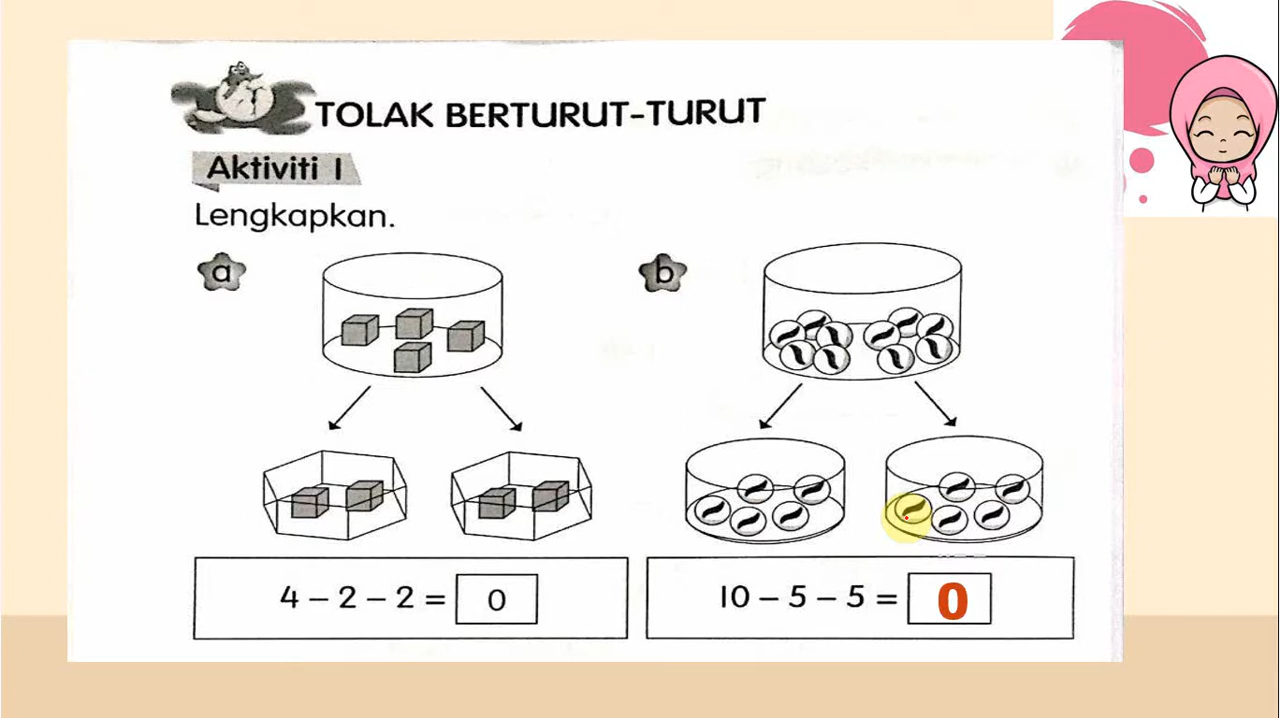 TOLAK BERTURUT-TURUT
Aktiviti 1
Lengkapkan.
a
b
4 – 2 – 2 = 0
10 – 5 – 5 = 0